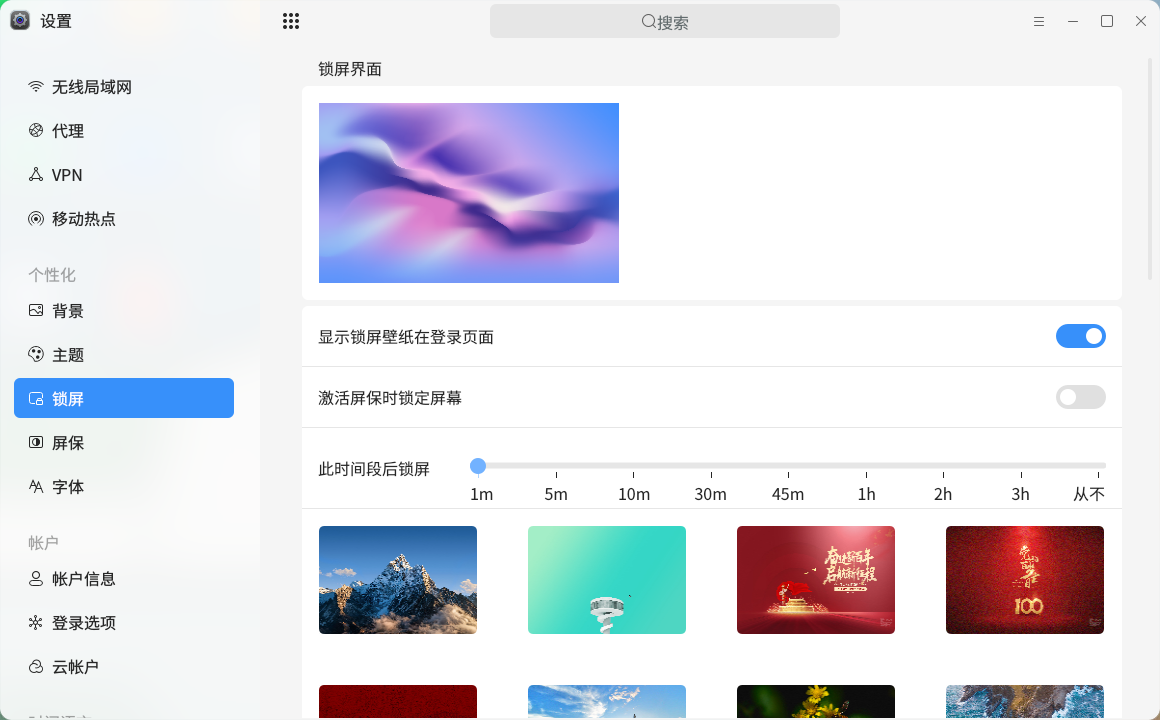 设置
搜索
无线局域网
代理
VPN
移动热点
个性化
背景
主题
锁屏
屏保
字体
帐户
帐户信息
登录选项
云帐户
锁屏界面
显示锁屏壁纸在登录页面
激活屏保时锁定屏幕
此时间段后锁屏
1m 5m 10m 30m 45m 1h 2h 3h 从不
奋进新百年
启航新征程
100